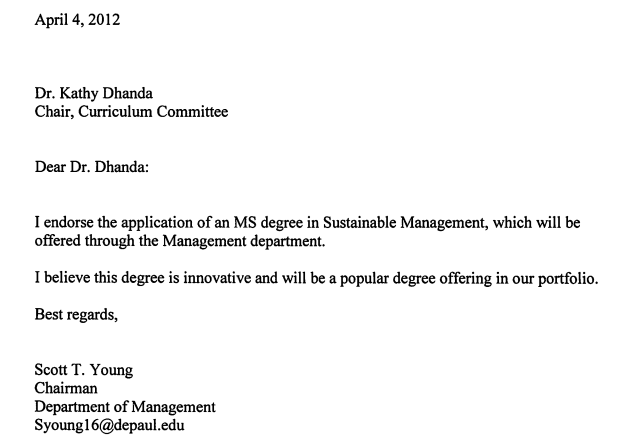 April 4, 2012
Dr. Kathy Dhanda
Chair, Curriculum Committee
Dear Dr. Dhanda:
I endorse the application of an MS degree in Sustainable Management, which will be
offered through the Management department.
I believe this degree is innovative and will be a popular degree offering in our portfolio.
Best regards,
Scott T. Young
Chairman
Department of Management
Syoung16@depaul.edu